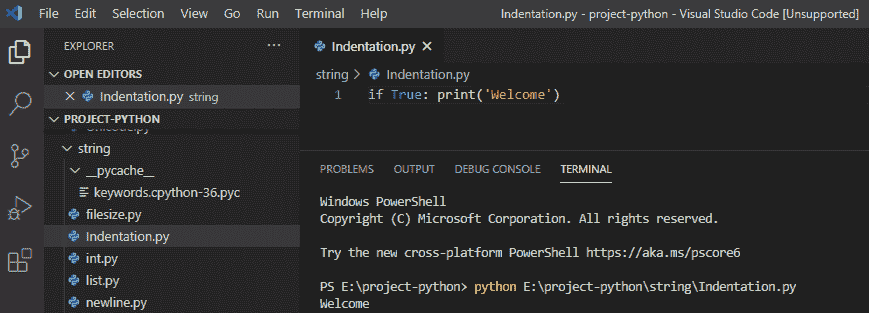 File Edit Selection View Go Run Terminal Help
Indentation.py - project-python - Visual Studio Code [Unsupported]
EXPLORER
OPEN EDITORS
Indentation.py string
PROJECT-PYTHON
string
__pycache__
keywords.cpython-36.pyc
filesize.py
Indentation.py
int.py
list.py
newline.py
Indentation.py
string > Indentation.py
1 if True: print('Welcome')
PROBLEMS OUTPUT DEBUG CONSOLE TERMINAL
Windows PowerShell
Copyright (C) Microsoft Corporation. All rights reserved.
Try the new cross-platform PowerShell https://aka.ms/pscore6
PS E:\project-python> python E:\project-python\string\Indentation.py
Welcome